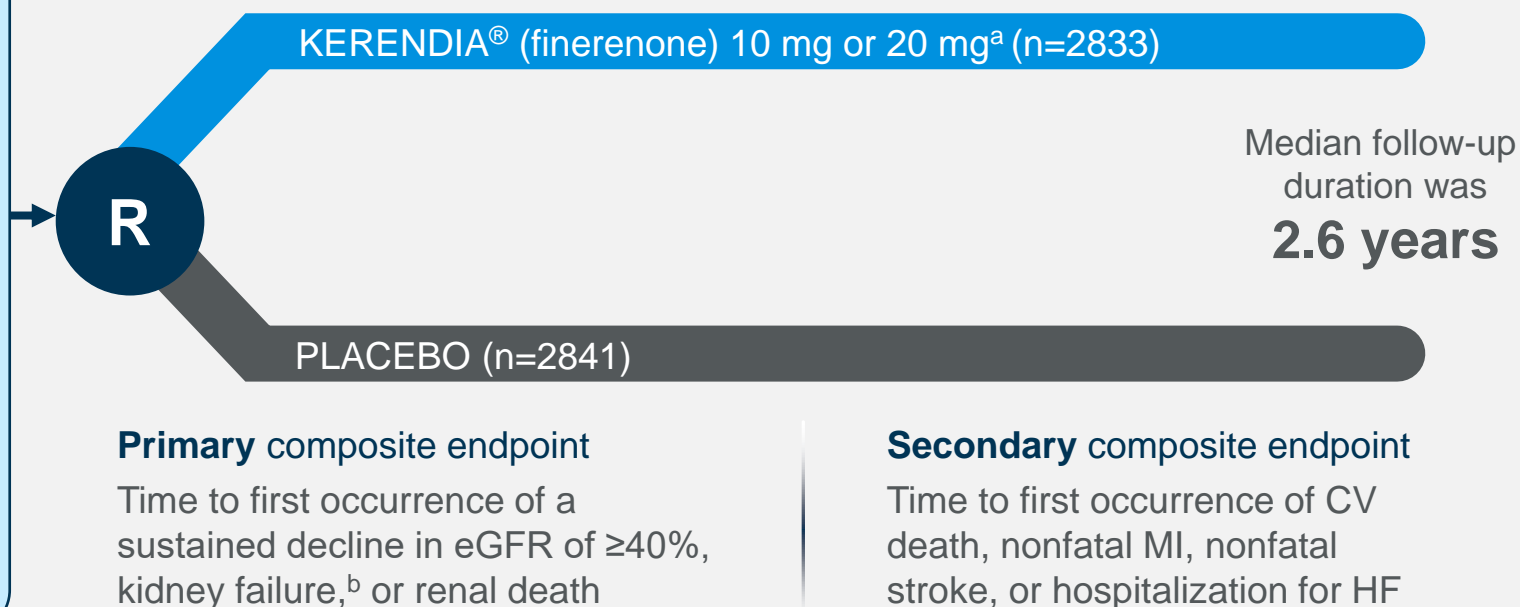 KERENDIA® (finerenone) 10 mg or 20 mgᵃ (n=2833)
R
Median follow-up
duration was
2.6 years
PLACEBO (n=2841)
Primary composite endpoint
Time to first occurrence of a
sustained decline in eGFR of ≥40%,
kidney failure,ᵇ or renal death
Secondary composite endpoint
Time to first occurrence of CV
death, nonfatal MI, nonfatal
stroke, or hospitalization for HF